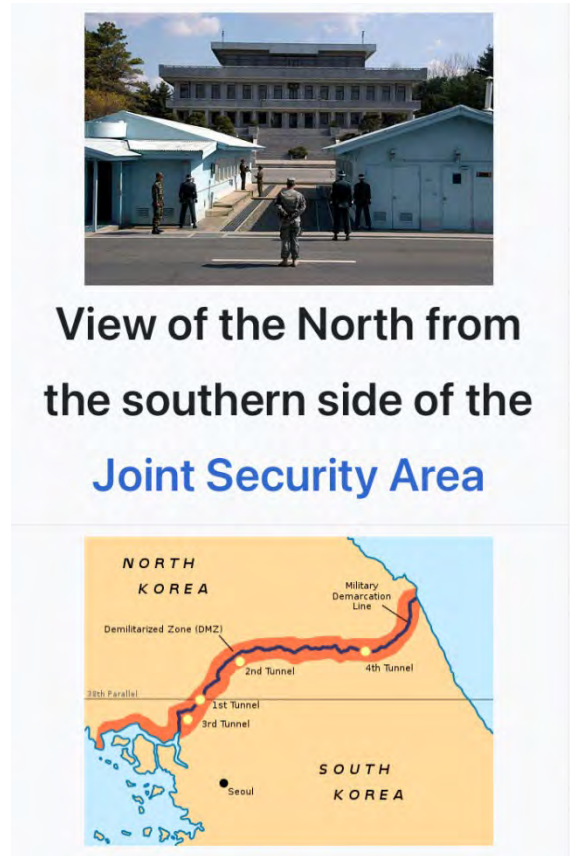 View of the North from
the southern side of the
Joint Security Area
NORTH
KOREA
Military
Demarcation
Line
Demilitarized Zone (DMZ)
2nd Tunnel
4th Tunnel
38th Parallel
1st Tunnel
3rd Tunnel
SOUTH
KOREA
Seoul